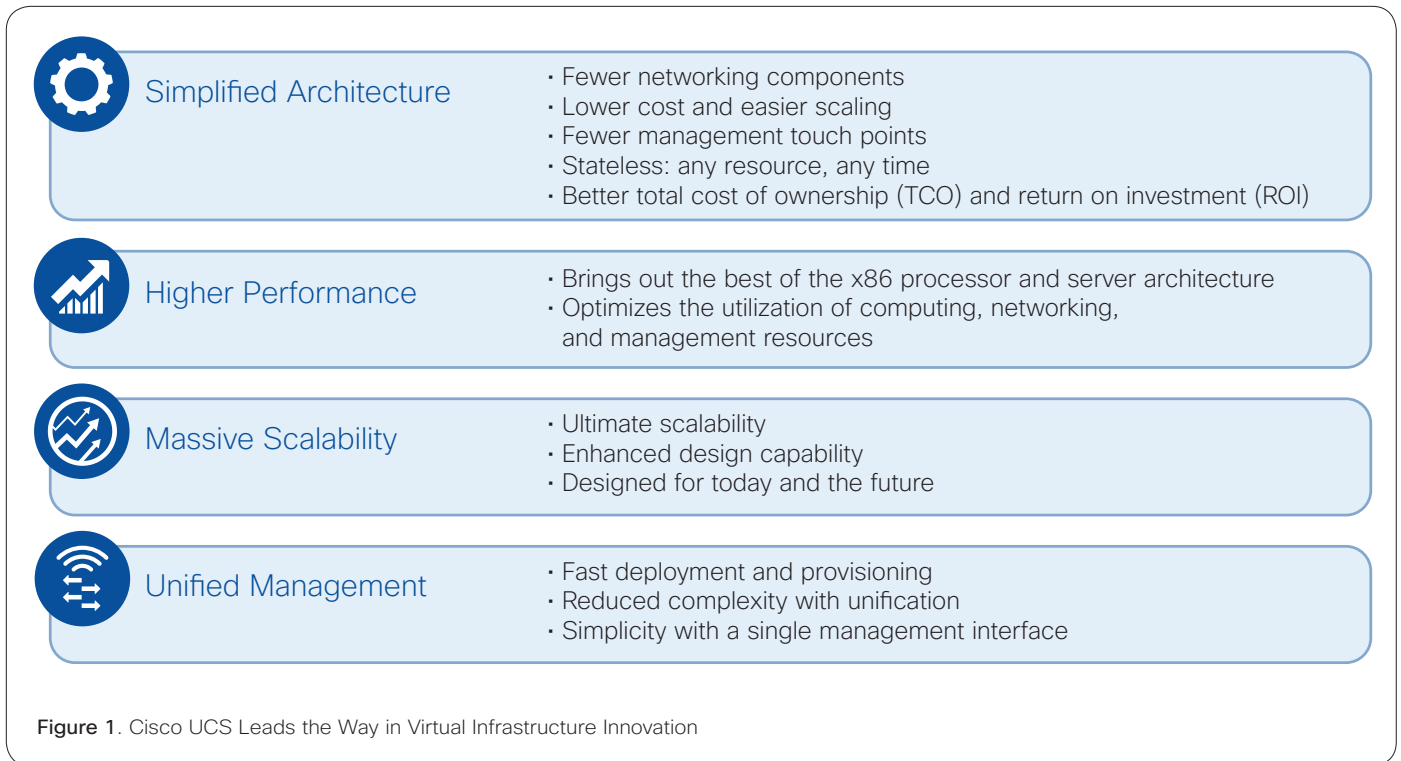 Simplified Architecture
· Fewer networking components
· Lower cost and easier scaling
· Fewer management touch points
· Stateless: any resource, any time
· Better total cost of ownership (TCO) and return on investment (ROI)
Higher Performance
· Brings out the best of the x86 processor and server architecture
· Optimizes the utilization of computing, networking,
and management resources
Massive Scalability
· Ultimate scalability
· Enhanced design capability
· Designed for today and the future
Unified Management
· Fast deployment and provisioning
· Reduced complexity with unification
· Simplicity with a single management interface
Figure 1. Cisco UCS Leads the Way in Virtual Infrastructure Innovation